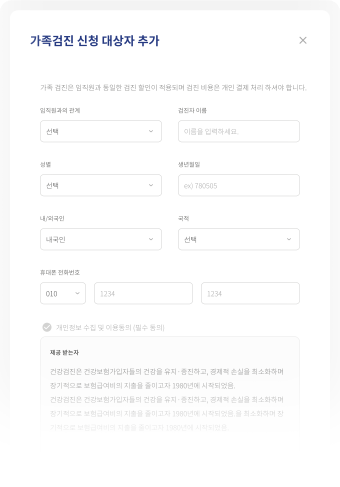 가족검진 신청 대상자 추가
가족 검진은 임직원과 동일한 검진 할인이 적용되며 검진 비용은 개인 결제 처리 하셔야 합니다.
임직원과의 관계
검진자 이름
선택
이름을 입력하세요.
성별
생년월일
선택
ex) 780505
내/외국인
국적
내국인
선택
휴대폰 전화번호
010
1234
1234
개인정보 수집 및 이용동의 (필수 동의)
제공 받는자
건강검진은 건강보험가입자들의 건강을 유지·증진하고, 경제적 손실을 최소화하며
장기적으로 보험급여비의 지출을 줄이고자 1980년에 시작되었음.
건강검진은 건강보험가입자들의 건강을 유지·증진하고, 경제적 손실을 최소화하며
장기적으로 보험급여비의 지출을 줄이고자 1980년에 시작되었음.을 최소화하며 장
기적으로 보험급여비의 지출을 줄이고자 1980년에 시작되었음.